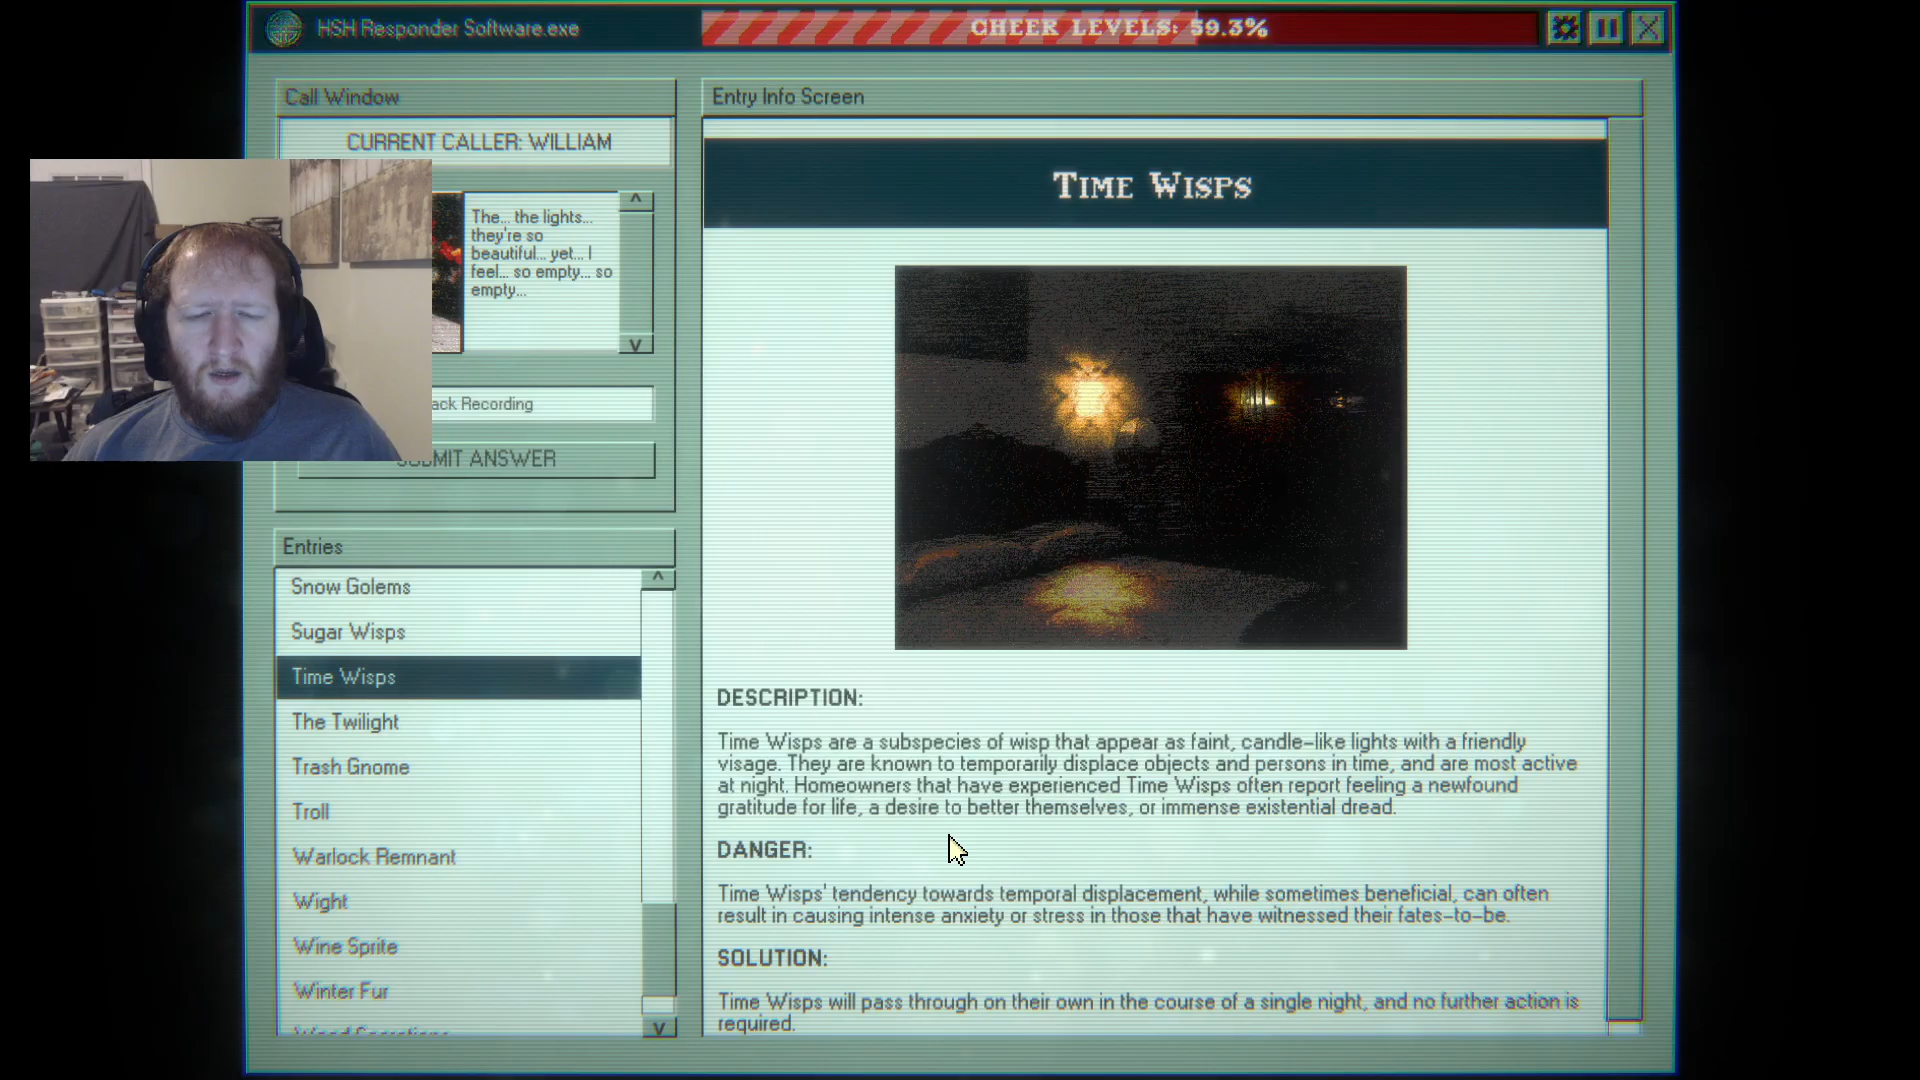 HSH Responder Software.exe
CHEER LEVELS: 59.3%
Call Window
CURRENT CALLER: WILLIAM
The... the lights...
they're so
beautiful... yet... I
feel... so empty... so
empty...
Recording
SUBMIT ANSWER
Entries
Snow Golems
Sugar Wisps
Time Wisps
The Twilight
Trash Gnome
Troll
Warlock Remnant
Wight
Wine Sprite
Winter Fur
Entry Info Screen
TIME WISPS
DESCRIPTION:
Time Wisps are a subspecies of wisp that appear as faint, candle-like lights with a friendly
visage. They are known to temporarily displace objects and persons in time, and are most active
at night. Homeowners that have experienced Time Wisps often report feeling a newfound
gratitude for life, a desire to better themselves, or immense existential dread.
DANGER:
Time Wisps' tendency towards temporal displacement, while sometimes beneficial, can often
result in causing intense anxiety or stress in those that have witnessed their fates-to-be.
SOLUTION:
Time Wisps will pass through on their own in the course of a single night, and no further action is
required.